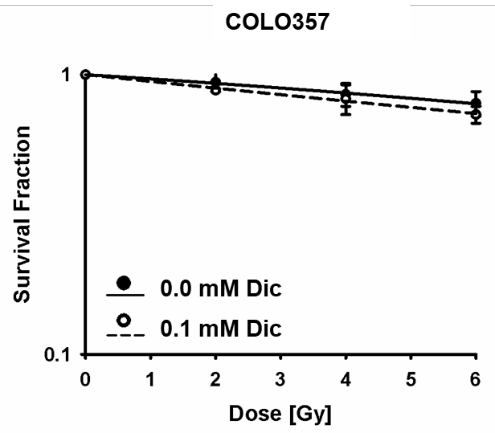 COLO357
Survival Fraction
1
0.1
0.0 mM Dic
0.1 mM Dic
0 1 2 3 4 5 6
Dose [Gy]